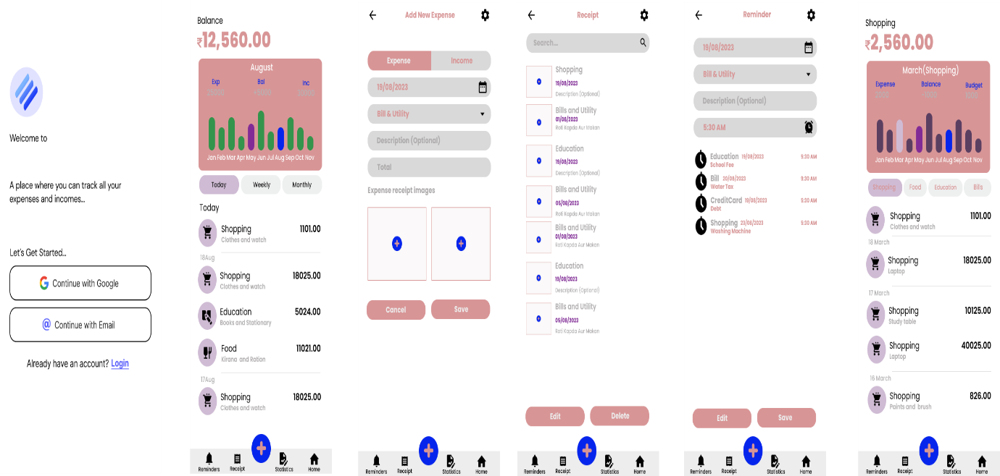 Welcome to
A place where you can track all your
expenses and incomes...
Let's Get Started...
Continue with Google
@ Continue with Email
Already have an account? Login
Balance
₹12,560.00
August
Exp Bal Inc
Jan Feb Mar Apr May Jun Jul Aug Sep Oct Nov
Today Weekly Monthly
Today
Shopping 1101.00
Clothes and watch
18Aug
Shopping 18025.00
Clothes and watch
Education 5024.00
Books and Stationary
Food 11021.00
Kirana and Ration
17Aug
Shopping 18025.00
Clothes and watch
Reminders Receipt Statistics Home
Add New Expense
Expense Income
19/08/2023
Bill & Utility
Description (Optional)
Total
Expense receipt images
Cancel Save
Reminders Receipt Statistics Home
Receipt
Search...
Shopping
19/08/2023
Description (Optional)
Bills and Utility
01/08/2023
Roti Kapda Aur Makan
Education
19/08/2023
Description (Optional)
Bills and Utility
05/08/2023
Roti Kapda Aur Makan
Bills and Utility
01/08/2023
Roti Kapda Aur Makan
Education
19/08/2023
Description (Optional)
Bills and Utility
05/08/2023
Roti Kapda Aur Makan
Edit Delete
Reminders Receipt Statistics Home
Reminder
19/08/2023
Bill & Utility
Description (Optional)
5:30 AM
Education 19/08/2023 5:30 AM
School Fee
Bill 20/08/2023 9:30 AM
Water Tax
CreditCard 19/08/2023 5:30 AM
Debt
Shopping 23/08/2023 5:30 AM
Washing Machine
Edit Save
Reminders Receipt Statistics Home
Shopping
₹2,560.00
March(Shopping)
Expense Balance Budget
Jan Feb Mar Apr May Jun Jul Aug Sep Oct Nov
Shopping Food Education Bills
Shopping 1101.00
Clothes and watch
18 March
Shopping 18025.00
Laptop
17 March
Shopping 10125.00
Study table
Shopping 40025.00
Laptop
16 March
Shopping 826.00
Paints and brush
Reminders Receipt Statistics Home